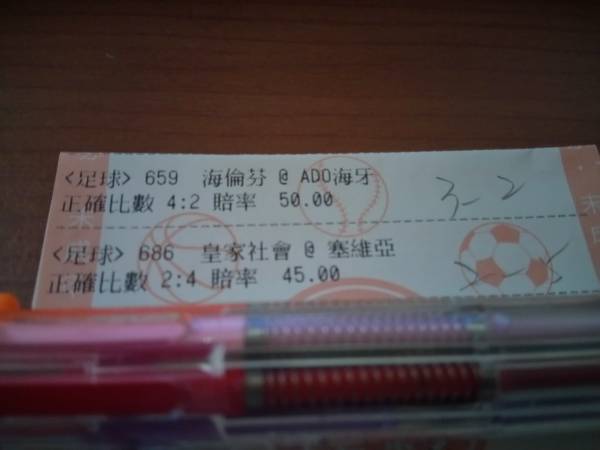 <足球> 659 海倫芬 @ ADO海牙
正確比數 4:2 賠率 50.00
3-2
<足球> 686 皇家社會 @ 塞維亞
正確比數 2:4 賠率 45.00